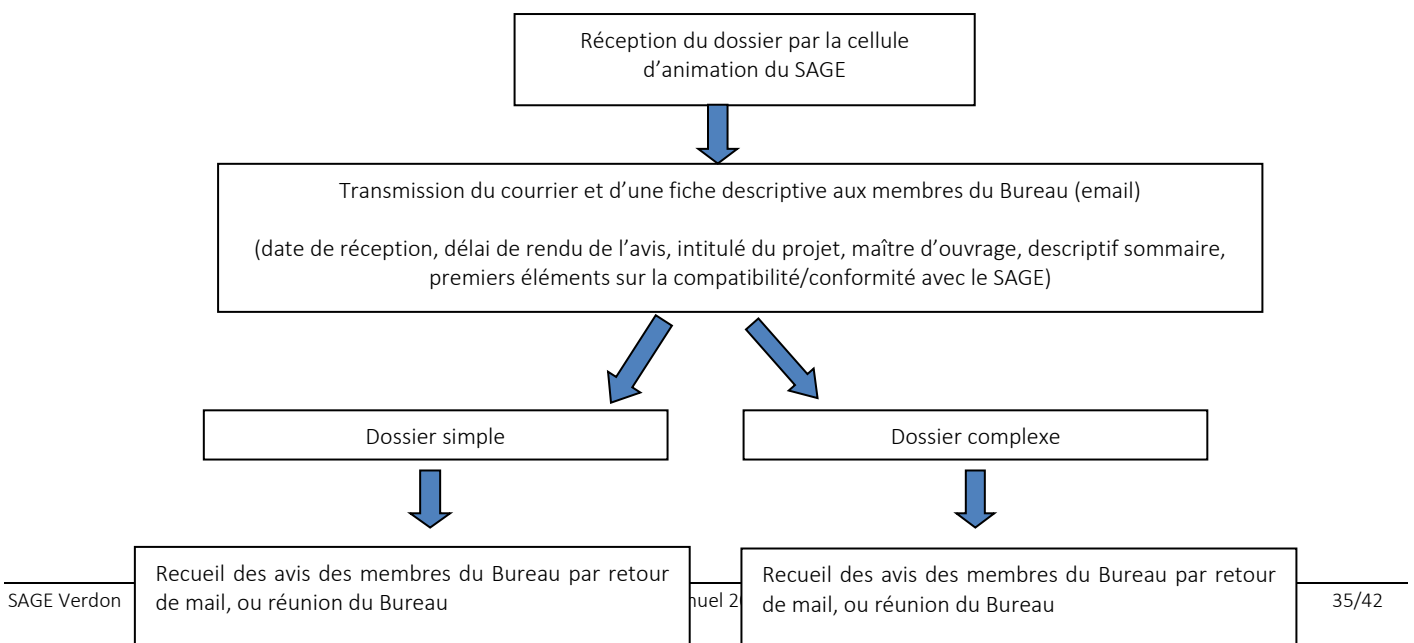 Réception du dossier par la cellule
d’animation du SAGE
Transmission du courrier et d’une fiche descriptive aux membres du Bureau (email)
(date de réception, délai de rendu de l’avis, intitulé du projet, maître d’ouvrage, descriptif sommaire,
premiers éléments sur la compatibilité/conformité avec le SAGE)
Dossier simple
Dossier complexe
Recueil des avis des membres du Bureau par retour
de mail, ou réunion du Bureau
Recueil des avis des membres du Bureau par retour
de mail, ou réunion du Bureau
SAGE Verdon
35/42